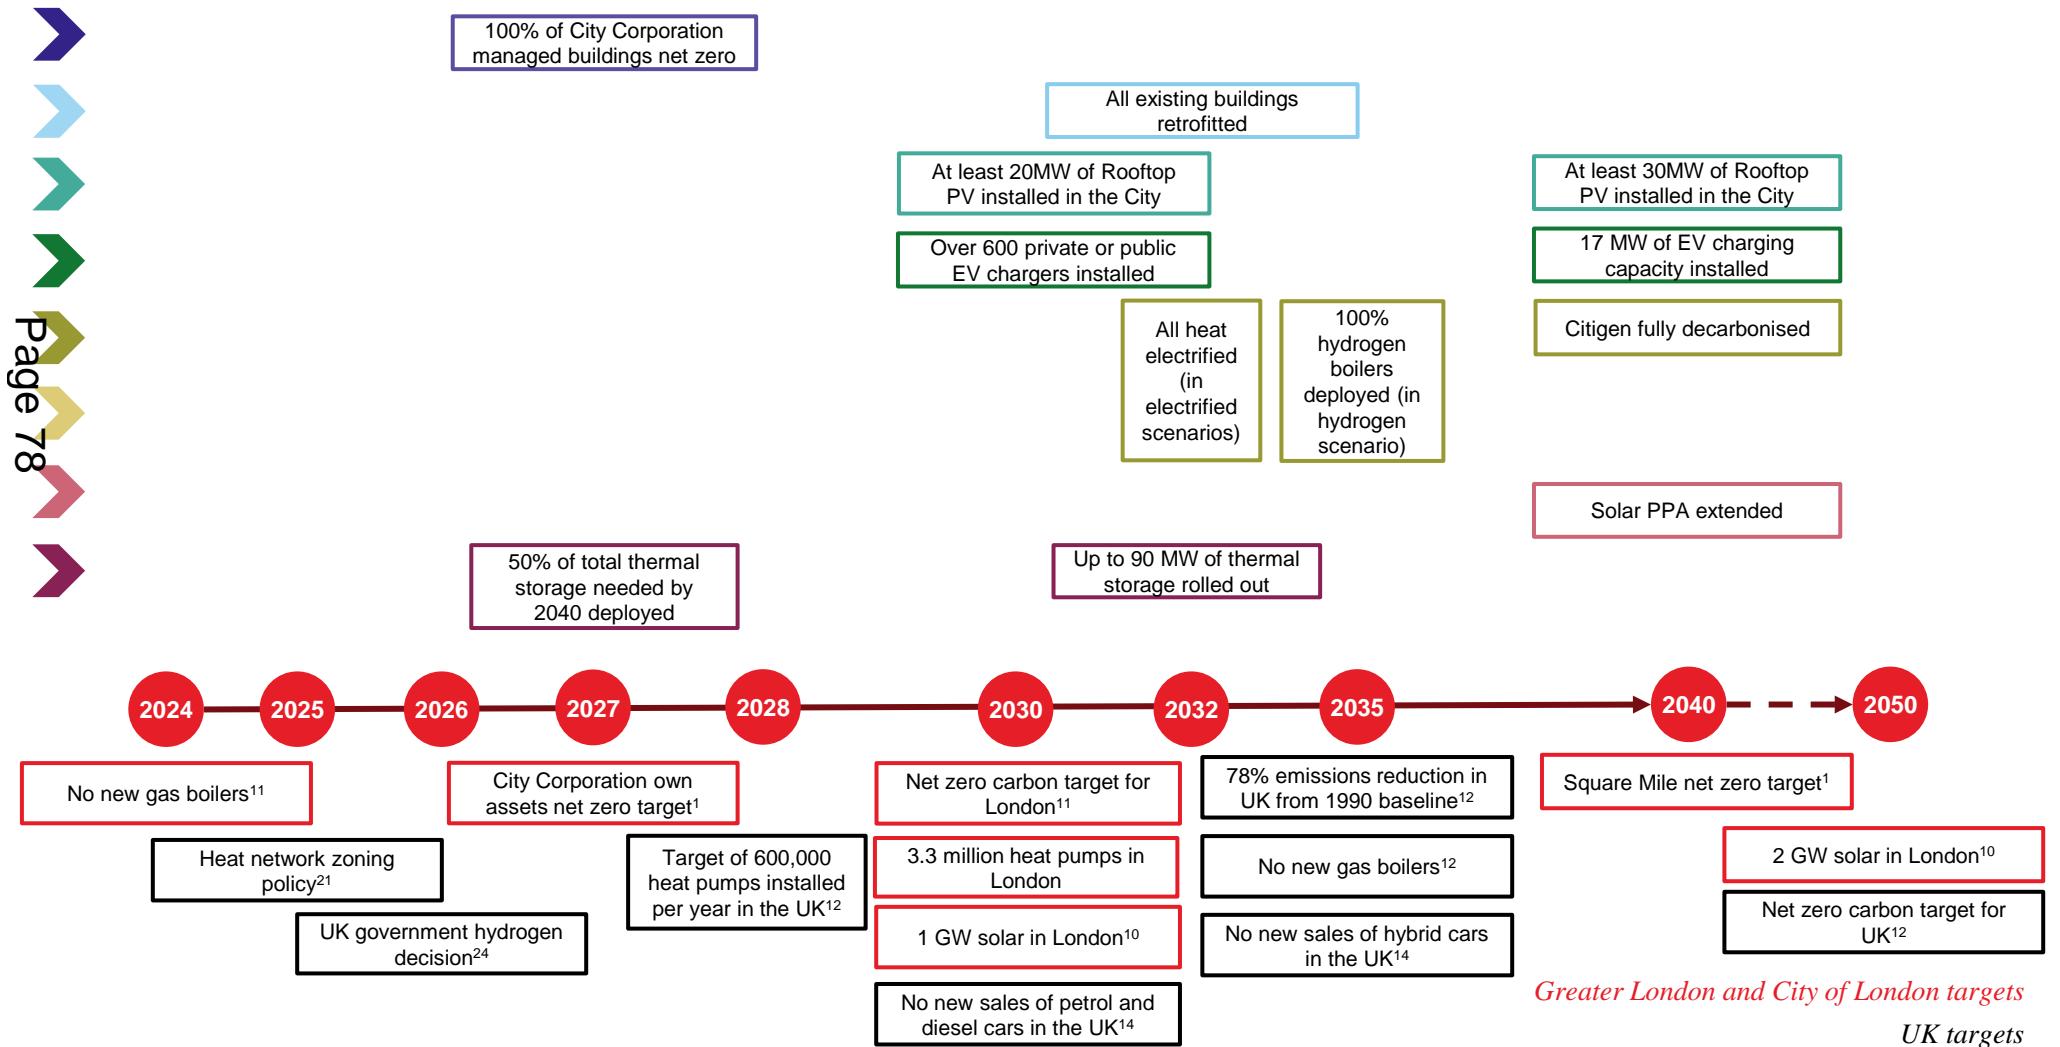 100% of City Corporation
managed buildings net zero
All existing buildings
retrofitted
At least 20MW of Rooftop
PV installed in the City
At least 30MW of Rooftop
PV installed in the City
Over 600 private or public
EV chargers installed
17 MW of EV charging
capacity installed
All heat
electrified
(in
electrified
scenarios)
100%
hydrogen
boilers
deployed (in
hydrogen
scenario)
Citigen fully decarbonised
Page 78
Solar PPA extended
50% of total thermal
storage needed by
2040 deployed
Up to 90 MW of thermal
storage rolled out
2024
2025
2026
2027
2028
2030
2032
2035
2040
2050
No new gas boilers¹¹
Heat network zoning
policy²¹
UK government hydrogen
decision²⁴
City Corporation own
assets net zero target¹
Target of 600,000
heat pumps installed
per year in the UK¹²
Net zero carbon target for
London¹¹
3.3 million heat pumps in
London
1 GW solar in London¹⁰
No new sales of petrol and
diesel cars in the UK¹⁴
78% emissions reduction in
UK from 1990 baseline¹²
No new gas boilers¹²
No new sales of hybrid cars
in the UK¹⁴
Square Mile net zero target¹
2 GW solar in London¹⁰
Net zero carbon target for
UK¹²
Greater London and City of London targets
UK targets